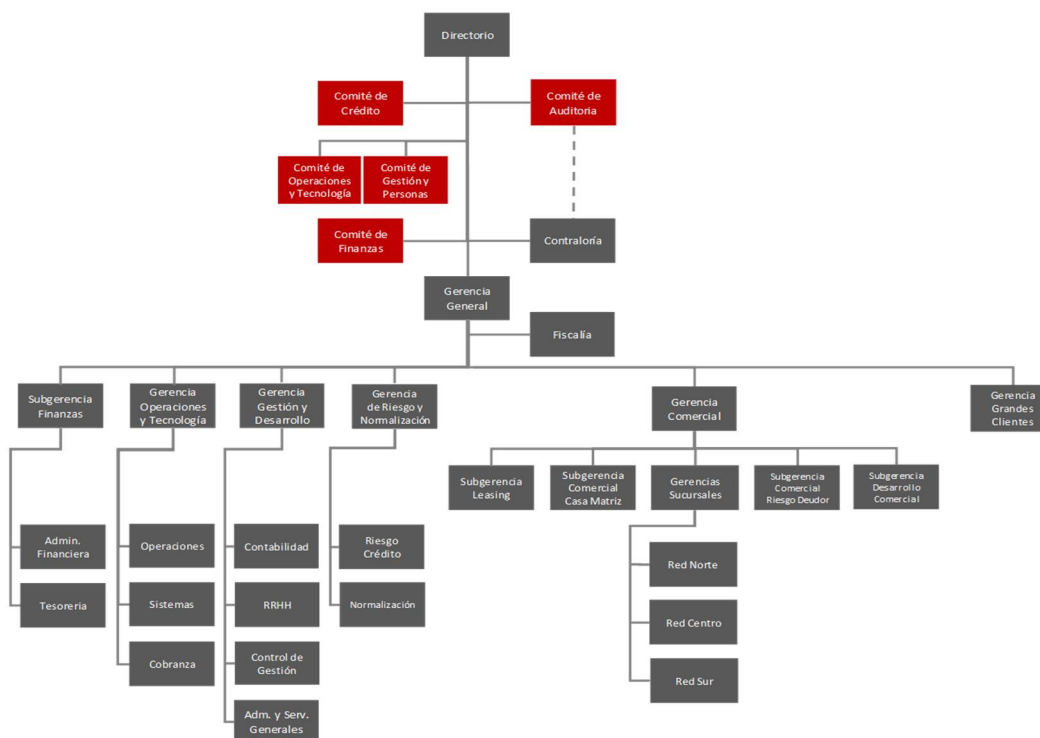 Directorio
Comité de
Crédito
Comité de
Auditoria
Comité de
Operaciones
y Tecnología
Comité de
Gestión y
Personas
Comité de
Finanzas
Contraloría
Gerencia
General
Fiscalía
Subgerencia
Finanzas
Gerencia
Operaciones
y Tecnología
Gerencia
Gestión y
Desarrollo
Gerencia
de Riesgo y
Normalización
Gerencia
Comercial
Gerencia
Grandes
Clientes
Subgerencia
Leasing
Subgerencia
Comercial
Casa Matriz
Gerencias
Sucursales
Subgerencia
Comercial
Riesgo Deudor
Subgerencia
Desarrollo
Comercial
Admin.
Financiera
Operaciones
Contabilidad
Riesgo
Crédito
Red Norte
Tesoreria
Sistemas
RRHH
Normalización
Red Centro
Cobranza
Control de
Gestión
Red Sur
Adm. y Serv.
Generales